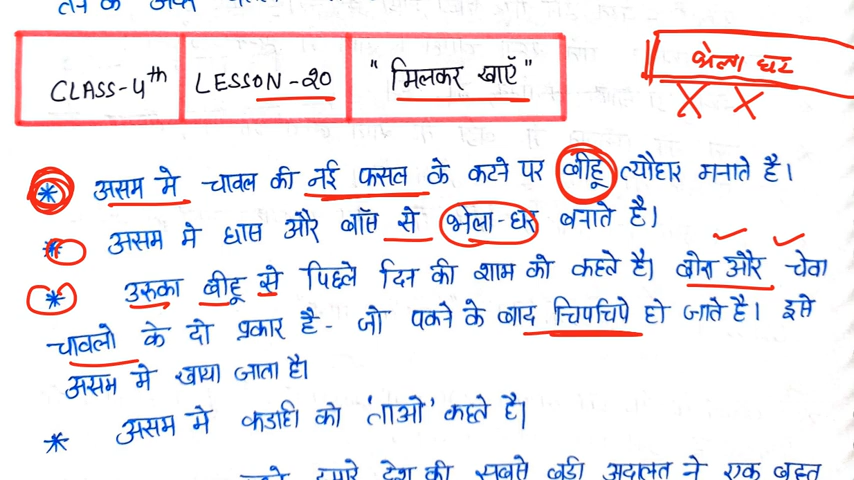 CLASS-4th LESSON-20 "मिलकर खाएँ"
भेला घर
* असम मे चावल की नई फसल के कटने पर बीहू त्यौहार मनाते है।
* असम मे घास और बाँस से भेला-घर बनाते है।
* उरुका बीहू से पिछले दिन की शाम को कहते है। बोरा और चेवा
चावलो के दो प्रकार है - जो पकने के बाद चिपचिपे हो जाते है। इसे
असम मे खाया जाता है।
* असम मे कडाही को 'ताओ' कहते है।
हमारे देश की सबसे बडी अदालत ने एक बहुत